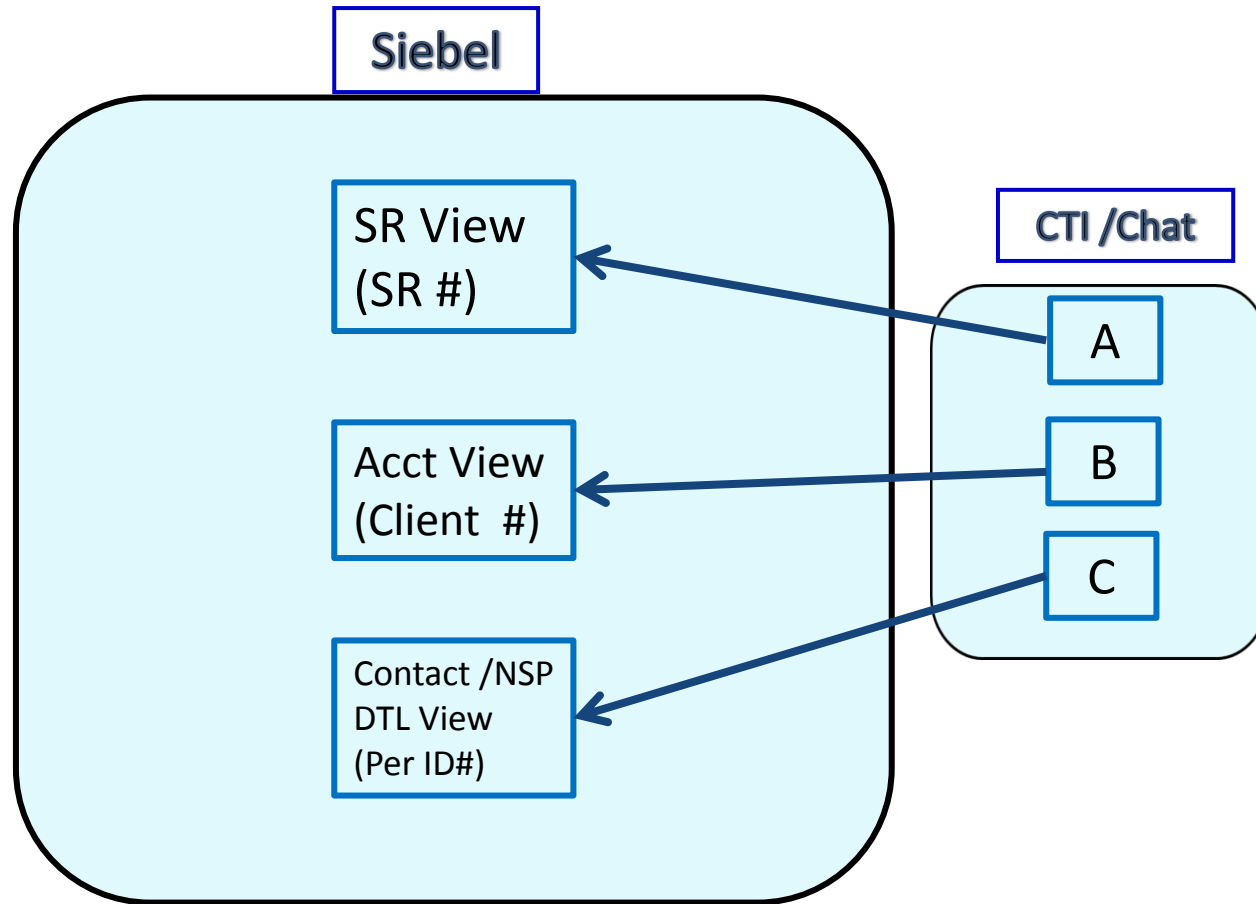 Siebel
SR View
(SR #)
Acct View
(Client #)
Contact /NSP
DTL View
(Per ID#)
CTI /Chat
A
B
C